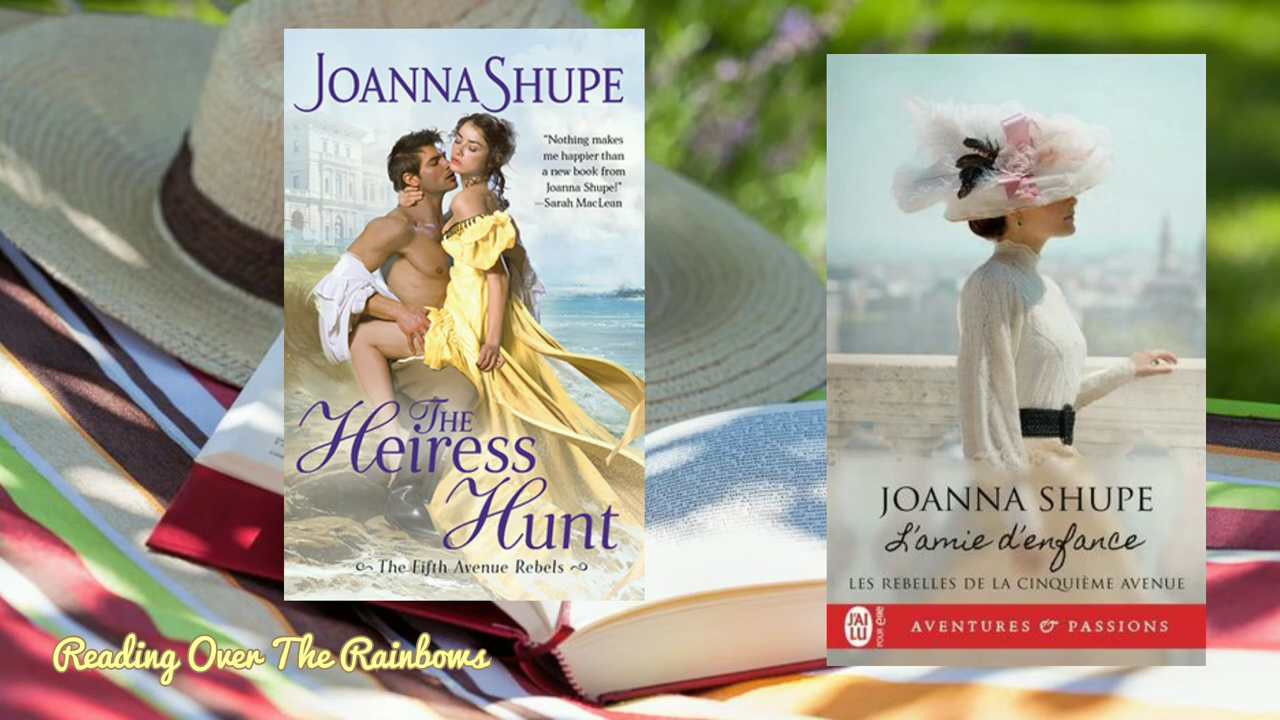 JOANNA SHUPE
"Nothing makes
me happier than
a new book from
Joanna Shupe!"
—Sarah MacLean
THE
Heiress
Hunt
The Fifth Avenue Rebels
JOANNA SHUPE
L'amie d'enfance
LES REBELLES DE LA CINQUIÈME AVENUE
J'AI
LU
POUR ELLE
AVENTURES & PASSIONS
Reading Over The Rainbows